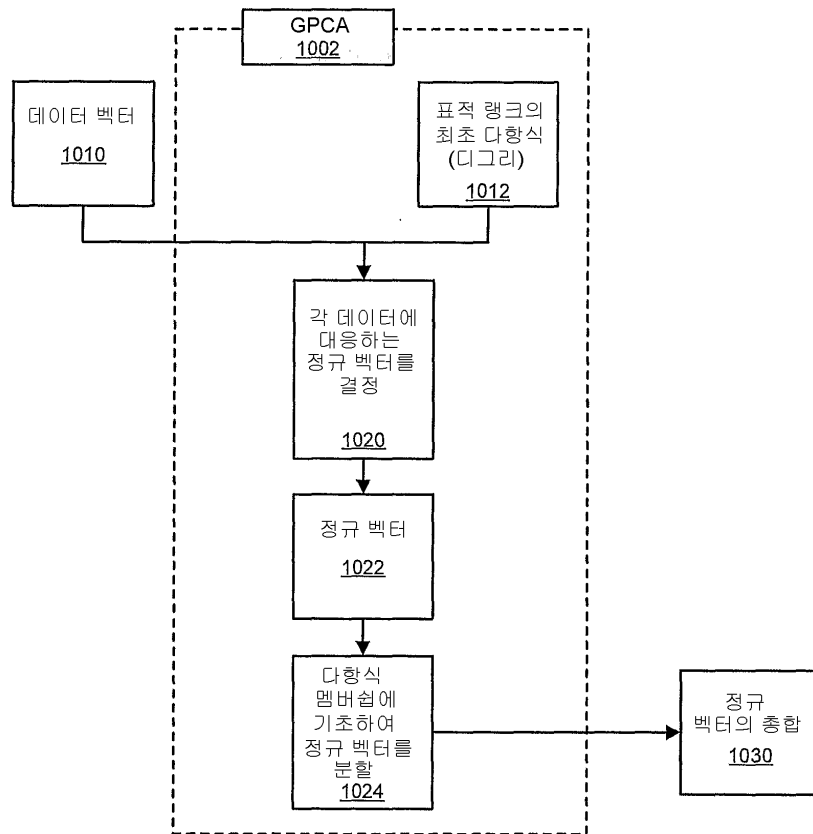 GPCA
1002
데이터 벡터
1010
표적 랭크의
최초 다항식
(디그리)
1012
각 데이터에
대응하는
정규 벡터를
결정
1020
정규 벡터
1022
다항식
멤버쉽에
기초하여
정규 벡터를
분할
1024
정규
벡터의 총합
1030